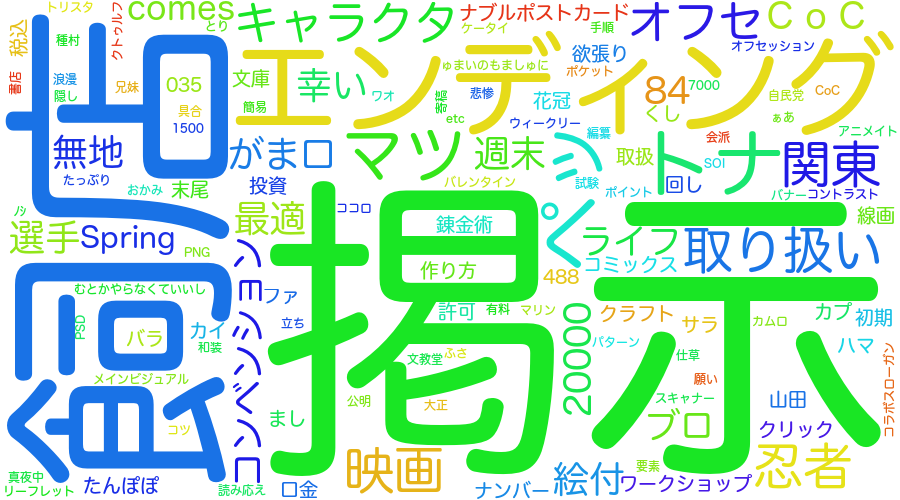 トリスタ
comes
とり
税込
種村
クトゥルフ
キャラクタ
ナブルポストカード
ケータイ
手順
オフセ
CoC
オフセッション
書店
浪漫
隠し
兄妹
035
具合
1500
文庫
簡易
エンディング
幸い
ワオ
ゅまいのもましゅに
悲惨
寄稿
etc
欲張り
ポケット
花冠
ウィークリー
84
くし
7000
自民党
CoC
ぁあ
アニメイト
無地
たっぷり
おかみ
末尾
がま口
投資
マツ
週末
バレンタイン
編纂
試験
ポイント
取扱
トナ
会派
SOI
回し
関東
バナー
コントラスト
選手
Spring
PNG
最適
ココロ
錬金術
ライフ
コミックス
取り扱い
線画
掲示
むとかやらなくていいし
コンベンション
ファ
立ち
作り方
488
許可
有料
マリン
20000
クラフト
サラ
カムロ
カプ
初期
PSD
バラ
カイ
和装
メインビジュアル
コツ
文教堂
ふさ
パターン
仕草
願い
ハマ
コラボスローガン
公明
大正
スキャナー
山田
まし
ブロ
クリック
真夜中
リーフレット
たんぽぽ
読み応え
口金
映画
ナンバー
絵付
要素
ワークショップ
忍者